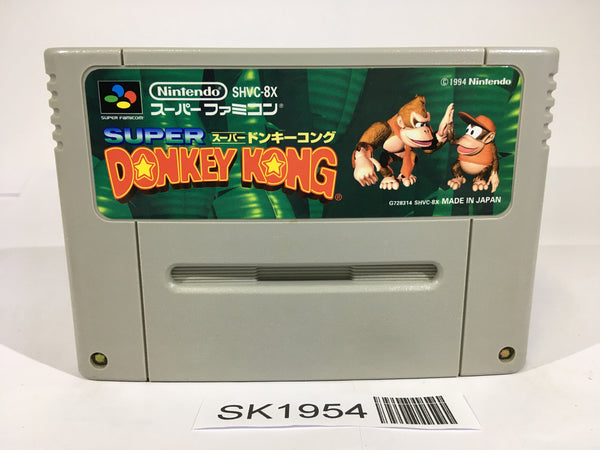 Nintendo SHVC-8X
© 1994 Nintendo
SUPER FAMICOM
スーパーファミコン®
SUPER スーパードンキーコング
DONKEY KONG®
G728314 SHVC-8X MADE IN JAPAN
SK1954